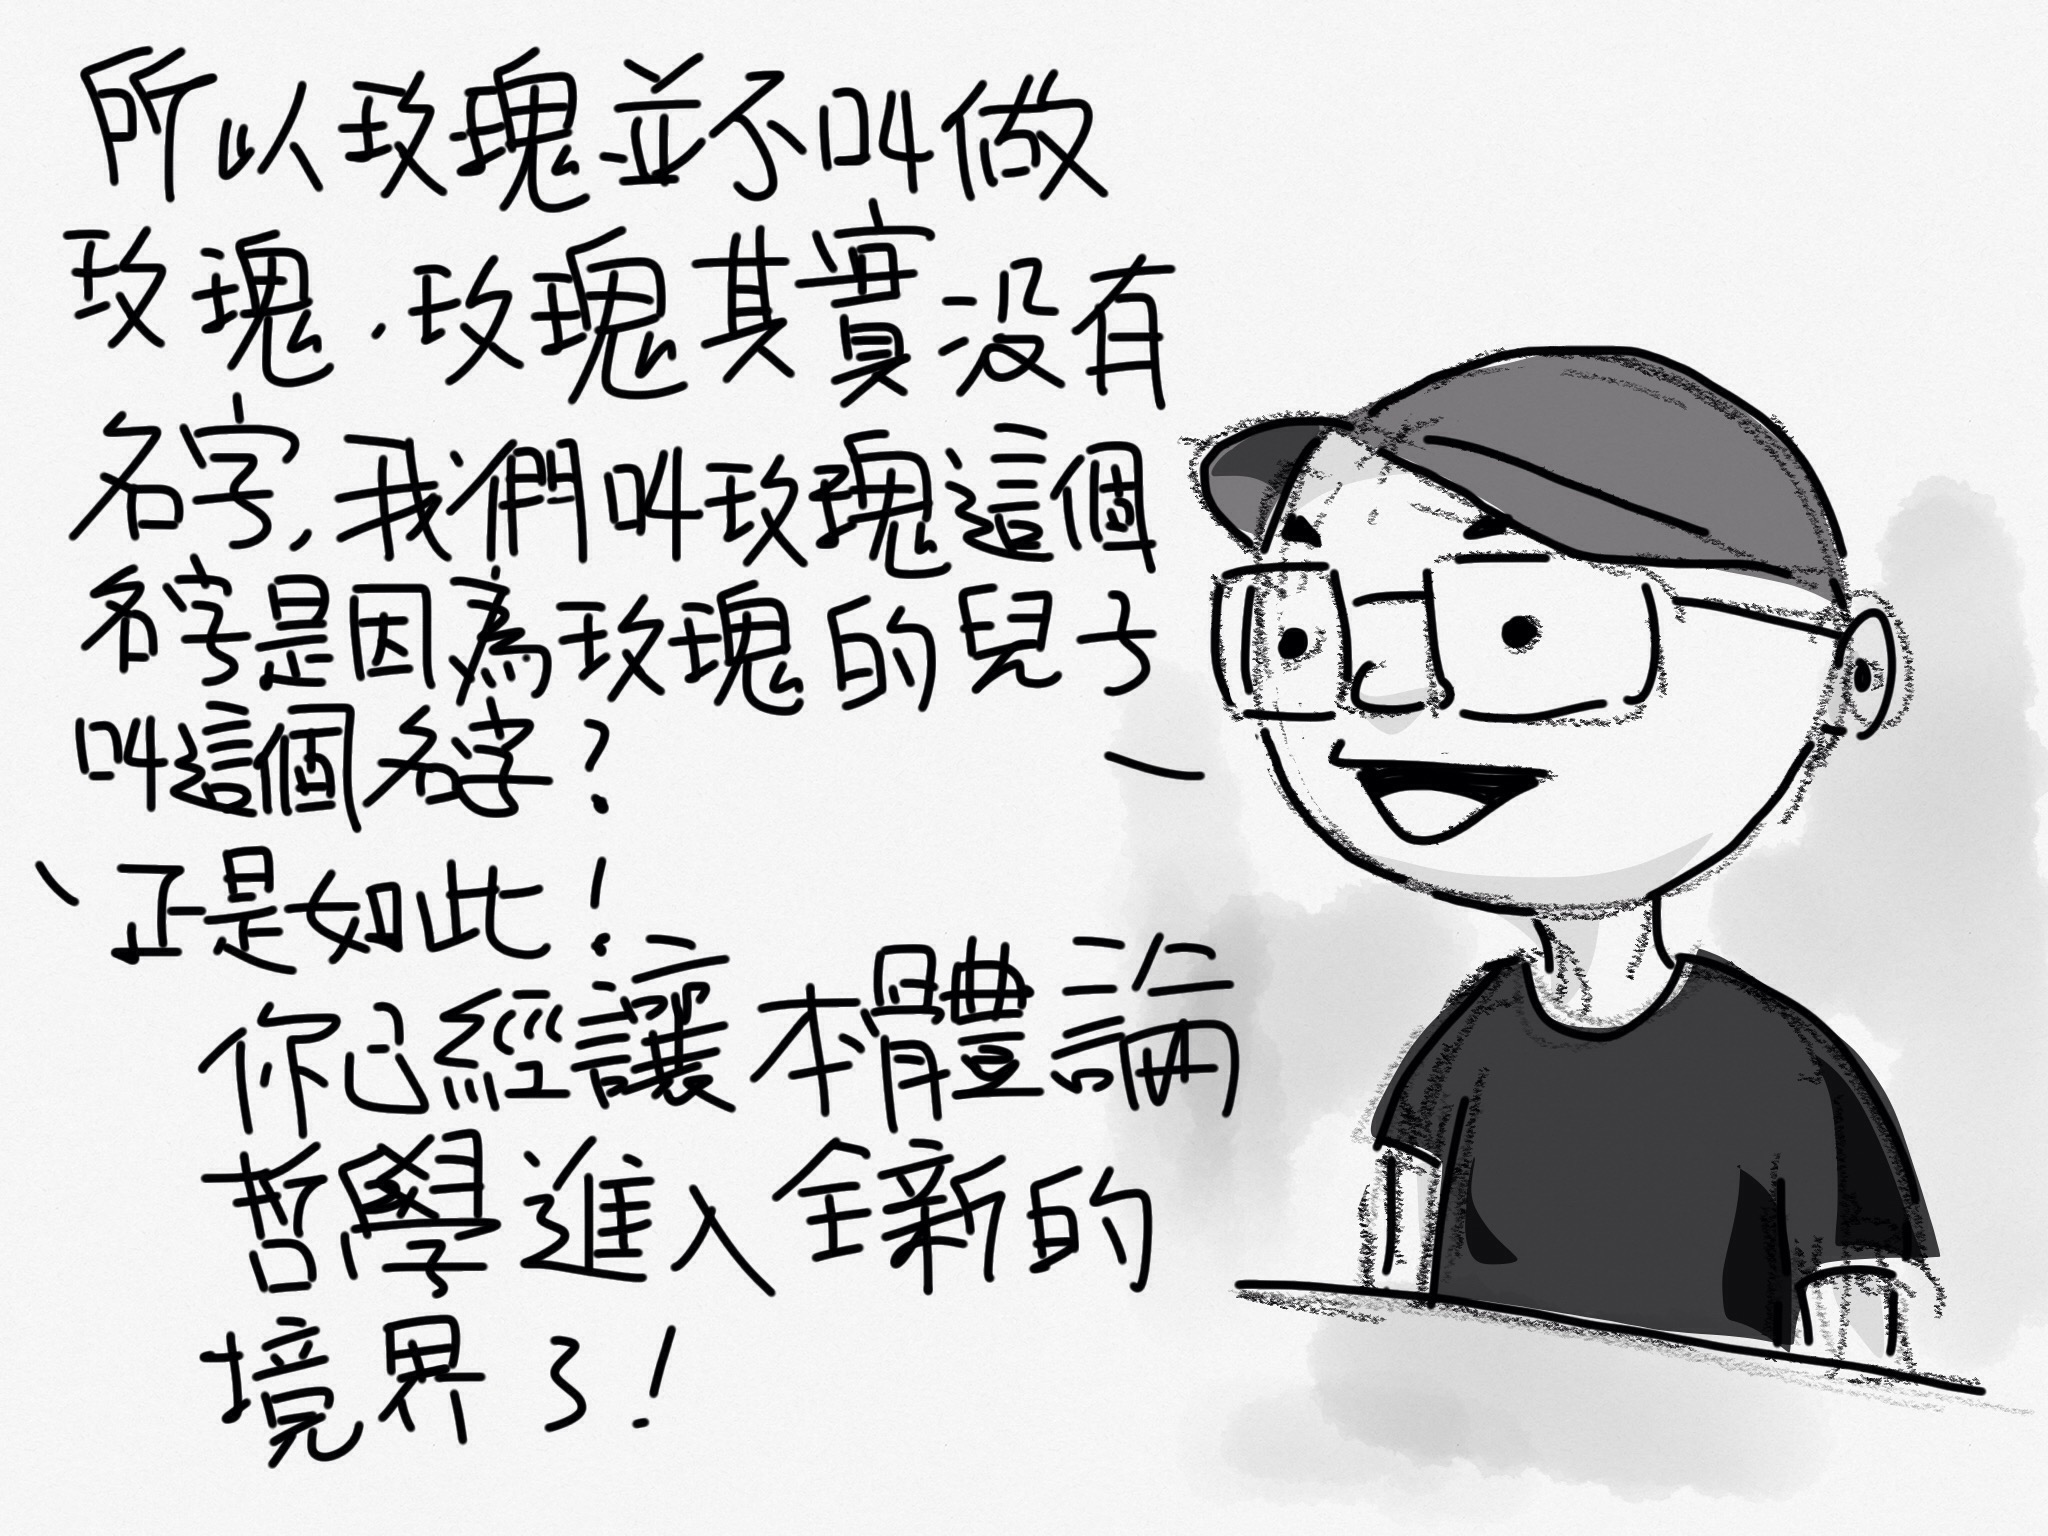 所以玫瑰並不叫做
玫瑰，玫瑰其實没有
名字，我們叫玫瑰這個
名字是因為玫瑰的兒子
叫這個名字？
正是如此！
你已經讓本體論
哲學進入全新的
境界了！